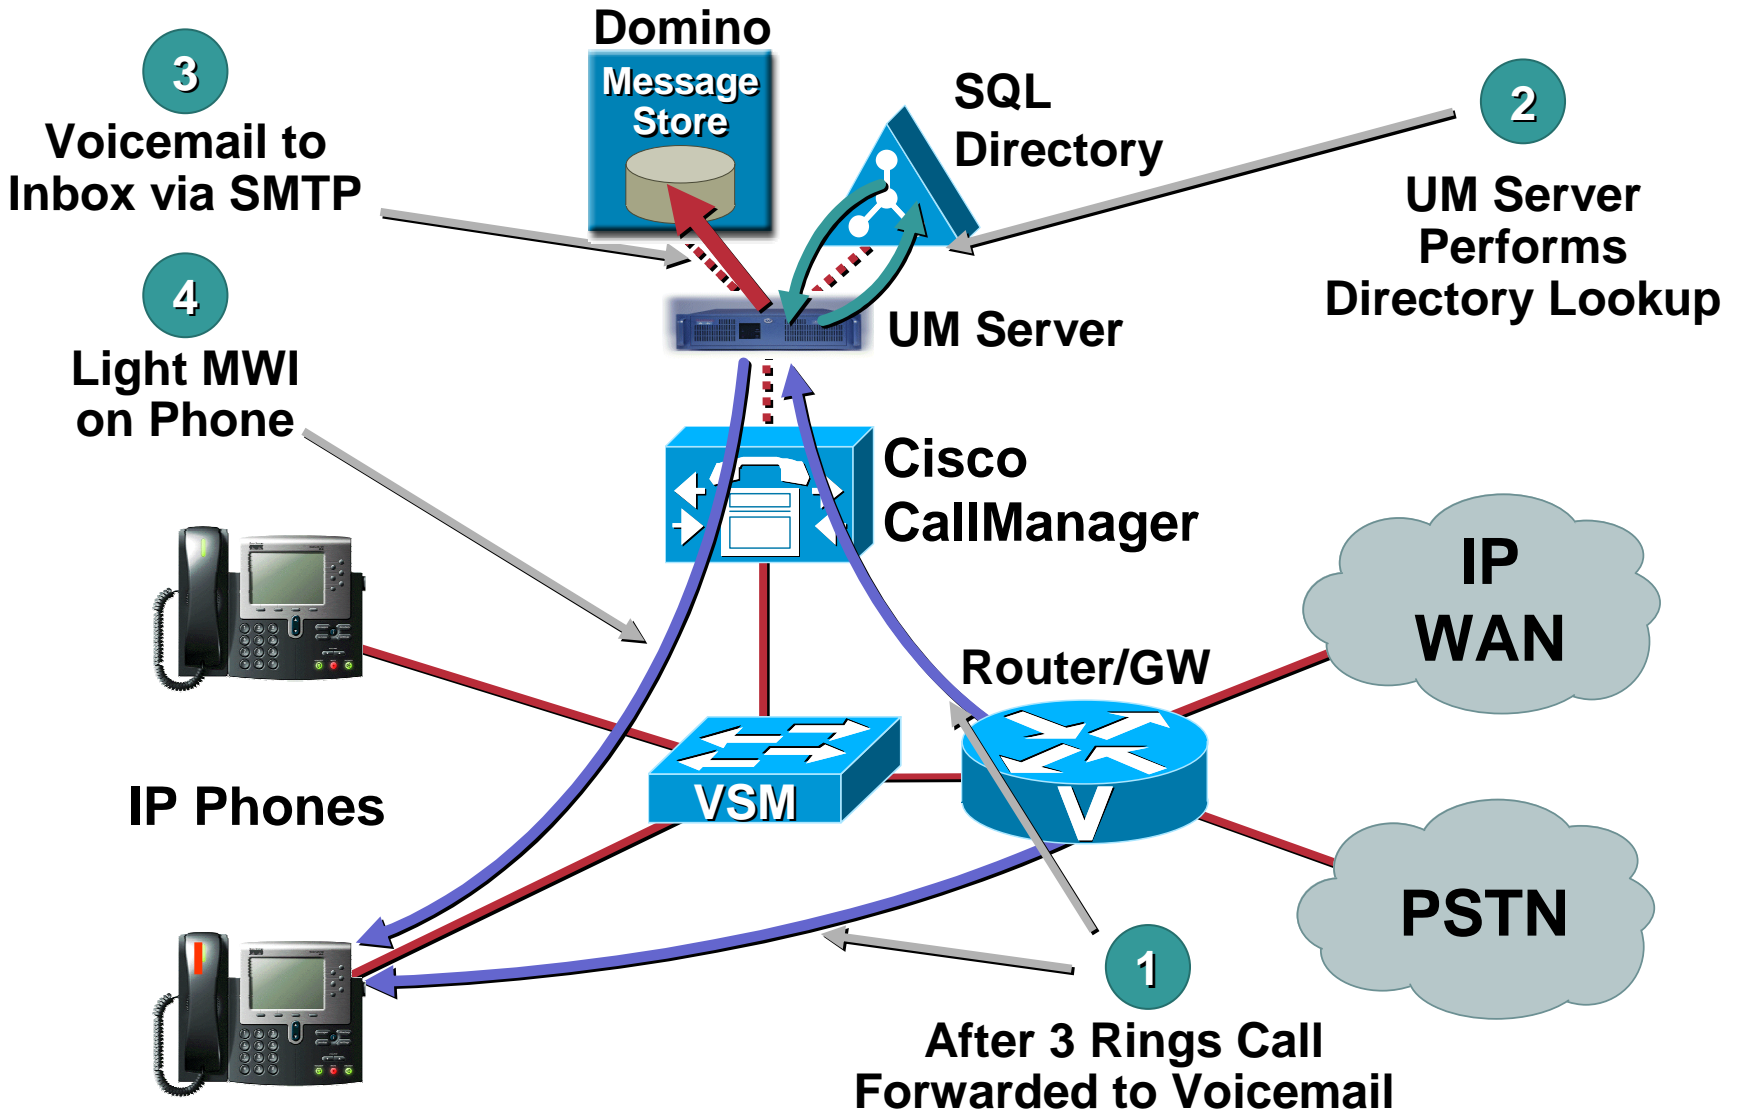 Domino
Message
Store
SQL
Directory
3
Voicemail to
Inbox via SMTP
2
UM Server
Performs
Directory Lookup
4
Light MWI
on Phone
UM Server
Cisco
CallManager
IP
WAN
Router/GW
IP Phones
VSM
V
PSTN
1
After 3 Rings Call
Forwarded to Voicemail